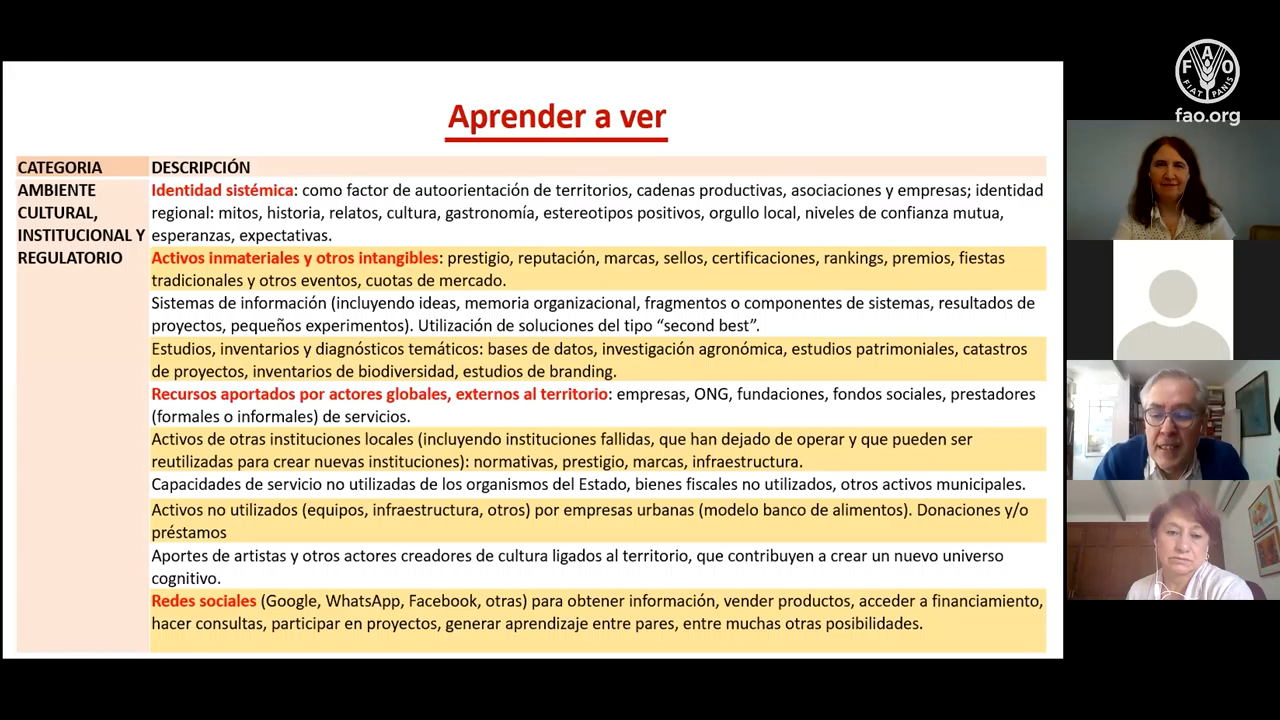 Aprender a ver
CATEGORIA
DESCRIPCIÓN
AMBIENTE
CULTURAL,
INSTITUCIONAL Y
REGULATORIO
Identidad sistémica: como factor de autoorientación de territorios, cadenas productivas, asociaciones y empresas; identidad
regional: mitos, historia, relatos, cultura, gastronomía, estereotipos positivos, orgullo local, niveles de confianza mutua,
esperanzas, expectativas.
Activos inmateriales y otros intangibles: prestigio, reputación, marcas, sellos, certificaciones, rankings, premios, fiestas
tradicionales y otros eventos, cuotas de mercado.
Sistemas de información (incluyendo ideas, memoria organizacional, fragmentos o componentes de sistemas, resultados de
proyectos, pequeños experimentos). Utilización de soluciones del tipo “second best”.
Estudios, inventarios y diagnósticos temáticos: bases de datos, investigación agronómica, estudios patrimoniales, catastros
de proyectos, inventarios de biodiversidad, estudios de branding.
Recursos aportados por actores globales, externos al territorio: empresas, ONG, fundaciones, fondos sociales, prestadores
(formales o informales) de servicios.
Activos de otras instituciones locales (incluyendo instituciones fallidas, que han dejado de operar y que pueden ser
reutilizadas para crear nuevas instituciones): normativas, prestigio, marcas, infraestructura.
Capacidades de servicio no utilizadas de los organismos del Estado, bienes fiscales no utilizados, otros activos municipales.
Activos no utilizados (equipos, infraestructura, otros) por empresas urbanas (modelo banco de alimentos). Donaciones y/o
préstamos
Aportes de artistas y otros actores creadores de cultura ligados al territorio, que contribuyen a crear un nuevo universo
cognitivo.
Redes sociales (Google, WhatsApp, Facebook, otras) para obtener información, vender productos, acceder a financiamiento,
hacer consultas, participar en proyectos, generar aprendizaje entre pares, entre muchas otras posibilidades.
FAO
FIAT PANIS
fao.org